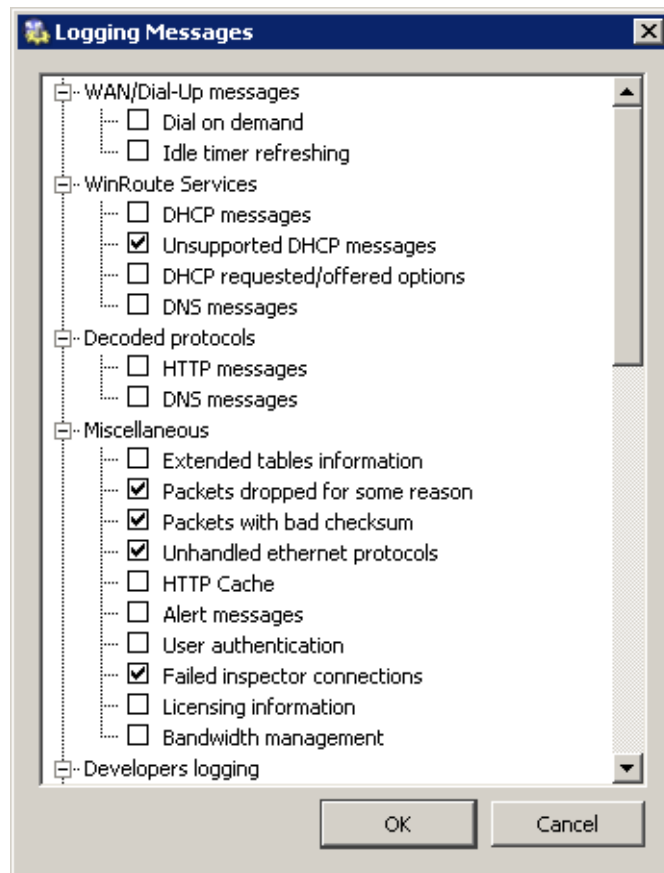 Logging Messages
WAN/Dial-Up messages
Dial on demand
Idle timer refreshing
WinRoute Services
DHCP messages
Unsupported DHCP messages
DHCP requested/offered options
DNS messages
Decoded protocols
HTTP messages
DNS messages
Miscellaneous
Extended tables information
Packets dropped for some reason
Packets with bad checksum
Unhandled ethernet protocols
HTTP Cache
Alert messages
User authentication
Failed inspector connections
Licensing information
Bandwidth management
Developers logging
OK
Cancel